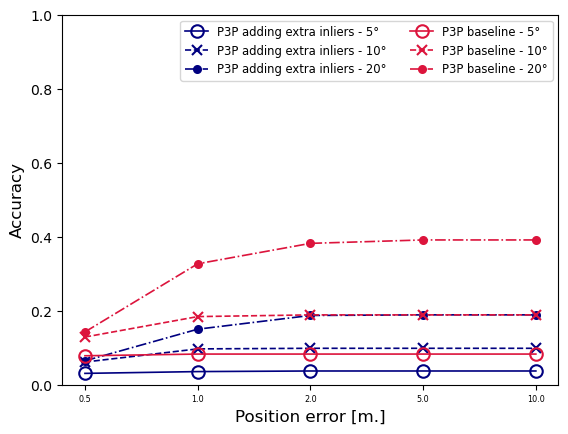 P3P adding extra inliers - 5°
P3P adding extra inliers - 10°
P3P adding extra inliers - 20°
P3P baseline - 5°
P3P baseline - 10°
P3P baseline - 20°
1.0
0.8
0.6
0.4
0.2
0.0
Accuracy
0.5 1.0 2.0 5.0 10.0
Position error [m.]